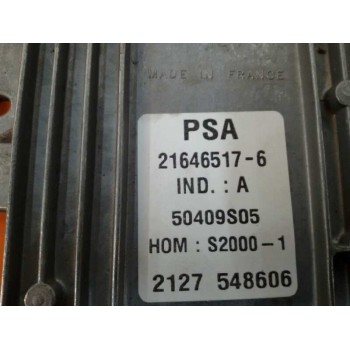 MADE IN FRANCE
PSA
21646517-6
IND. : A
50409S05
HOM : S2000-1
2127 548606